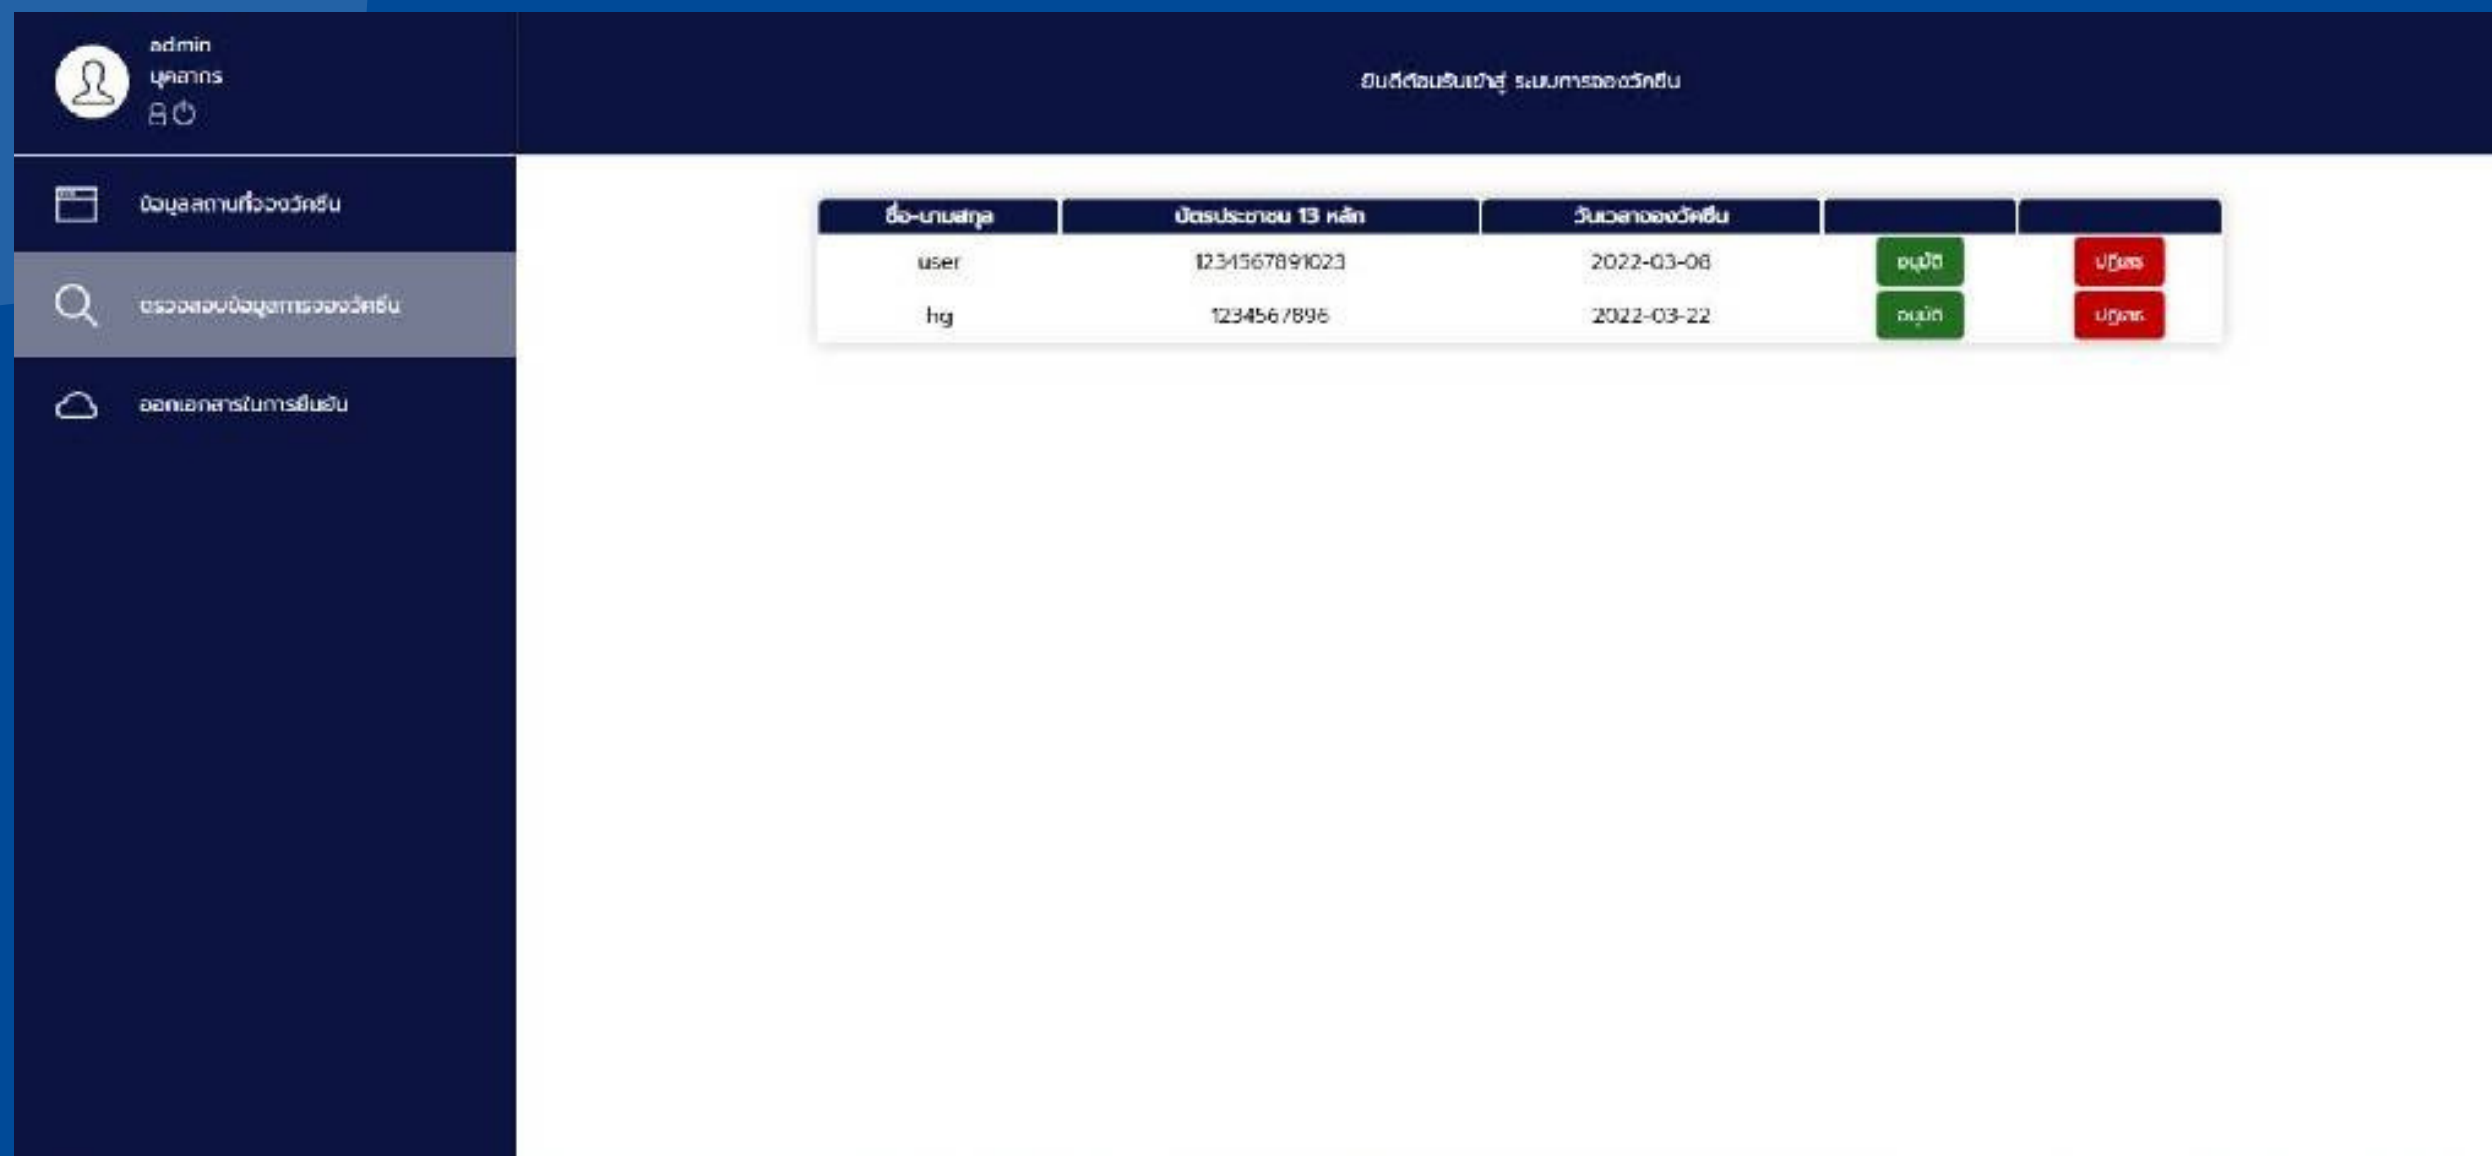 admin
บุคลากร
ยินดีต้อนรับเข้าสู่ ระบบการจองวัคซีน
ข้อมูลสถานที่จองวัคซีน
ตรวจสอบข้อมูลการจองวัคซีน
ออกเอกสารในการยืนยัน
ชื่อ-นามสกุล บัตรประชาชน 13 หลัก วันเวลาจองวัคซีน
user 1234567891023 2022-03-08 อนุมัติ ปฏิเสธ
hg 1234567896 2022-03-22 อนุมัติ ปฏิเสธ